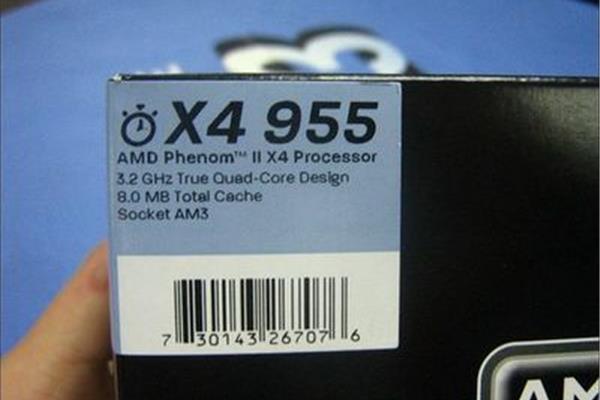 X4 955
AMD Phenom™ II X4 Processor
3.2 GHz True Quad-Core Design
8.0 MB Total Cache
Socket AM3
7 30143 26707 6